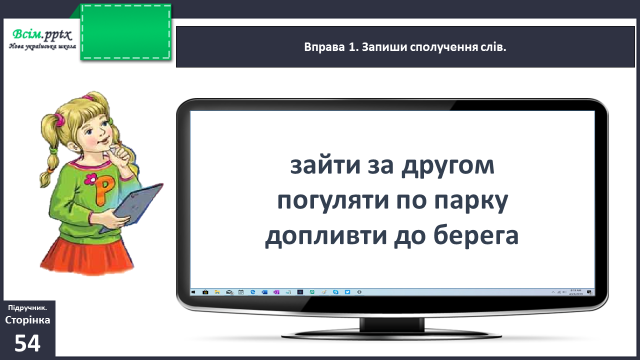 Всім.pptx
Нова українська школа
Вправа 1. Запиши сполучення слів.
зайти за другом
погуляти по парку
допливти до берега
Р
Підручник.
Сторінка
54